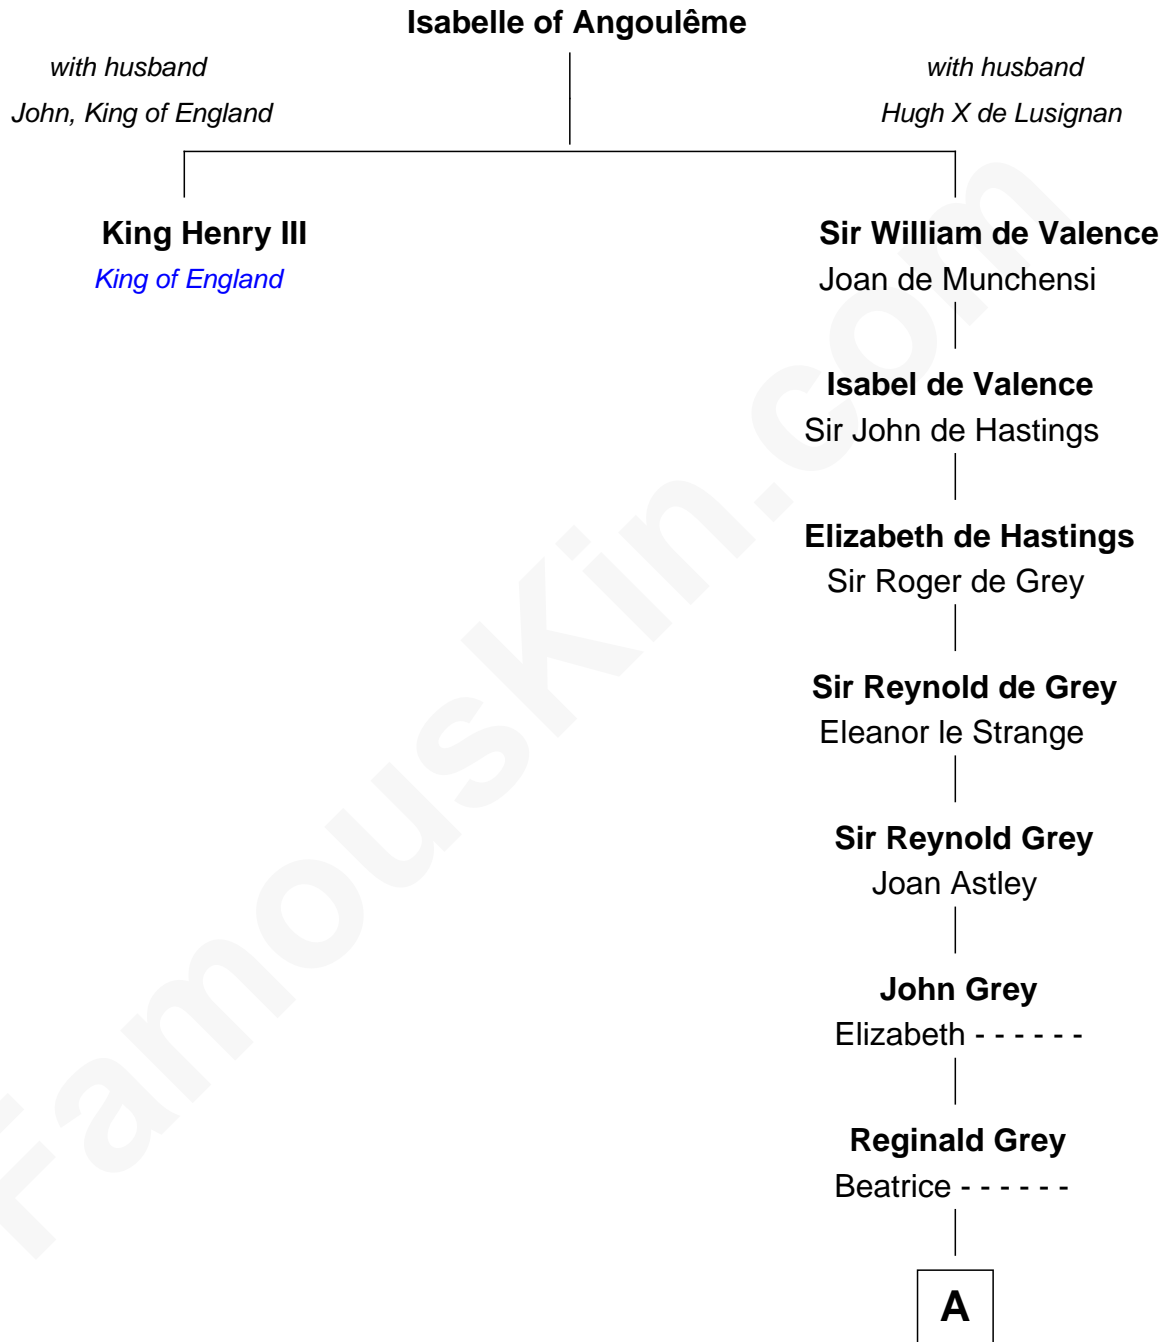 Isabelle of Angoulême
with husband
John, King of England
with husband
Hugh X de Lusignan
King Henry III
King of England
Sir William de Valence
Joan de Munchensi
Isabel de Valence
Sir John de Hastings
Elizabeth de Hastings
Sir Roger de Grey
Sir Reynold de Grey
Eleanor le Strange
Sir Reynold Grey
Joan Astley
John Grey
Elizabeth - - - - - -
Reginald Grey
Beatrice - - - - - -
A
FamousKin.com